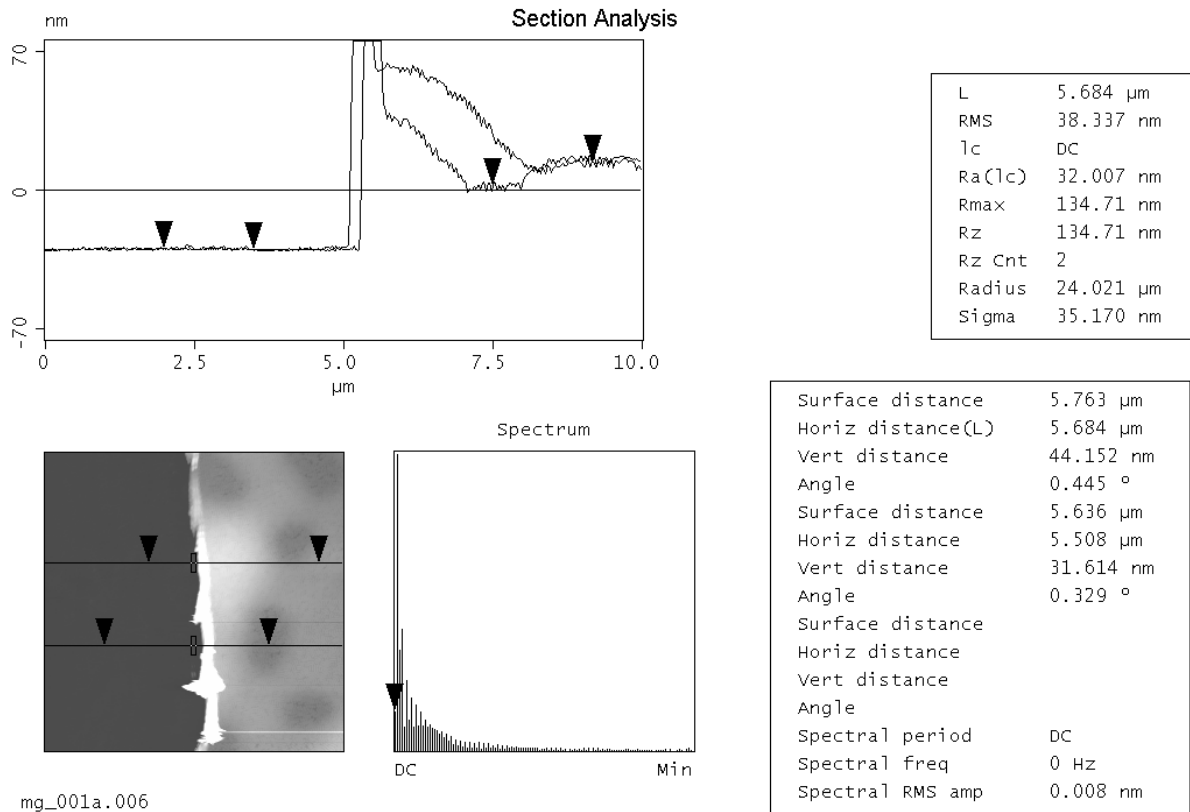 Section Analysis
nm
70
0
-70
0 2.5 5.0 7.5 10.0
µm
L 5.684 µm
RMS 38.337 nm
lc DC
Ra(lc) 32.007 nm
Rmax 134.71 nm
Rz 134.71 nm
Rz Cnt 2
Radius 24.021 µm
Sigma 35.170 nm
Spectrum
DC Min
Surface distance 5.763 µm
Horiz distance(L) 5.684 µm
Vert distance 44.152 nm
Angle 0.445 º
Surface distance 5.636 µm
Horiz distance 5.508 µm
Vert distance 31.614 nm
Angle 0.329 º
Surface distance
Horiz distance
Vert distance
Angle
Spectral period DC
Spectral freq 0 Hz
Spectral RMS amp 0.008 nm
mg_001a.006